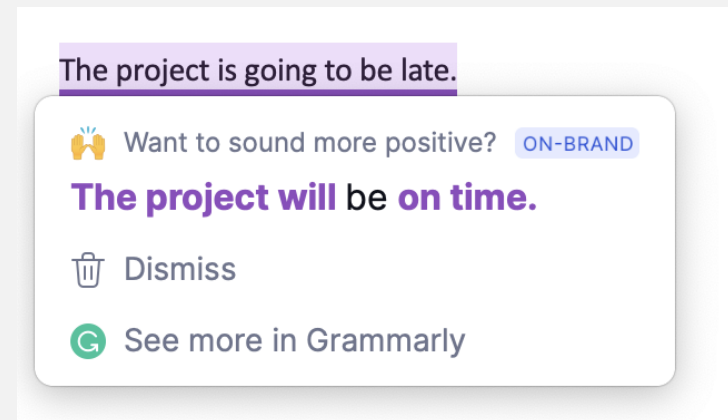 The project is going to be late.
🙌 Want to sound more positive? ON-BRAND
The project will be on time.
Dismiss
See more in Grammarly